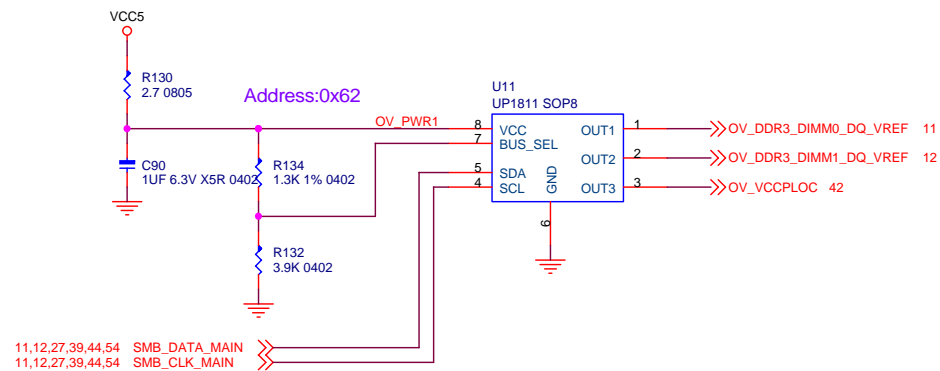 VCC5
R130
2.7 0805
Address:0x62
U11
UP1811 SOP8
OV_PWR1
8 VCC OUT1 1 OV_DDR3_DIMM0_DQ_VREF 11
7 BUS_SEL
OUT2 2 OV_DDR3_DIMM1_DQ_VREF 12
5 SDA
4 SCL OUT3 3 OV_VCCPLOC 42
GND
6
C90
1UF 6.3V X5R 0402
R134
1.3K 1% 0402
R132
3.9K 0402
11,12,27,39,44,54 SMB_DATA_MAIN
11,12,27,39,44,54 SMB_CLK_MAIN